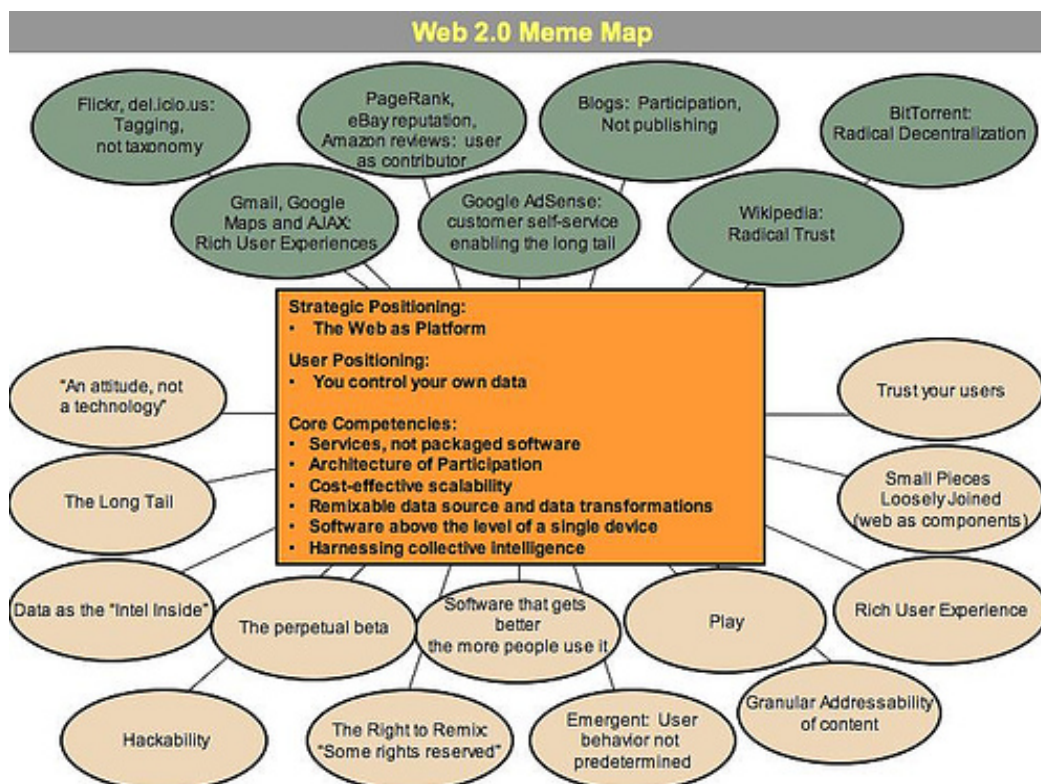 Web 2.0 Meme Map
Flickr, del.icio.us:
Tagging,
not taxonomy
PageRank,
eBay reputation,
Amazon reviews: user
as contributor
Blogs: Participation,
Not publishing
BitTorrent:
Radical Decentralization
Gmail, Google
Maps and AJAX:
Rich User Experiences
Google AdSense:
customer self-service
enabling the long tail
Wikipedia:
Radical Trust
Strategic Positioning:
• The Web as Platform
User Positioning:
• You control your own data
Core Competencies:
• Services, not packaged software
• Architecture of Participation
• Cost-effective scalability
• Remixable data source and data transformations
• Software above the level of a single device
• Harnessing collective intelligence
“An attitude, not
a technology”
Trust your users
The Long Tail
Small Pieces
Loosely Joined
(web as components)
Data as the “Intel Inside”
The perpetual beta
Software that gets
better
the more people use it
Play
Rich User Experience
Hackability
The Right to Remix:
“Some rights reserved”
Emergent: User
behavior not
predetermined
Granular Addressability
of content